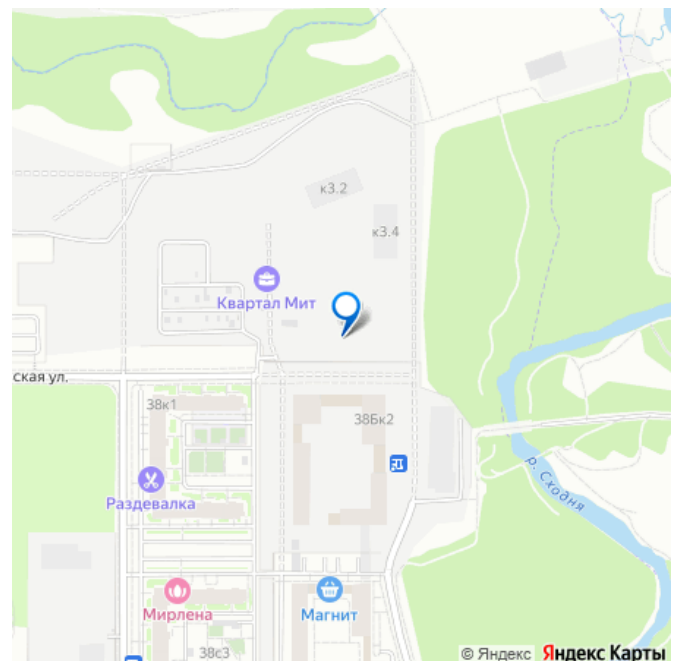 к3.2
к3.4
Квартал Мит
ская ул.
38к1
38Бк2
Раздевалка
р. Сходня
Мирлена
Магнит
38с3
© Яндекс Яндекс Карты